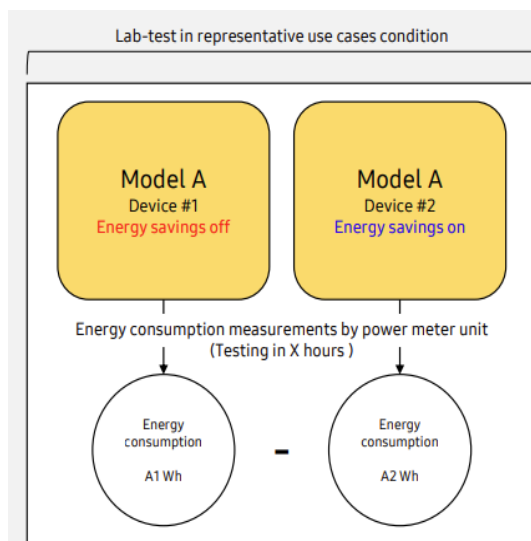 Lab-test in representative use cases condition
Model A
Device #1
Energy savings off
Model A
Device #2
Energy savings on
Energy consumption measurements by power meter unit
(Testing in X hours )
Energy
consumption
A1 Wh
-
Energy
consumption
A2 Wh